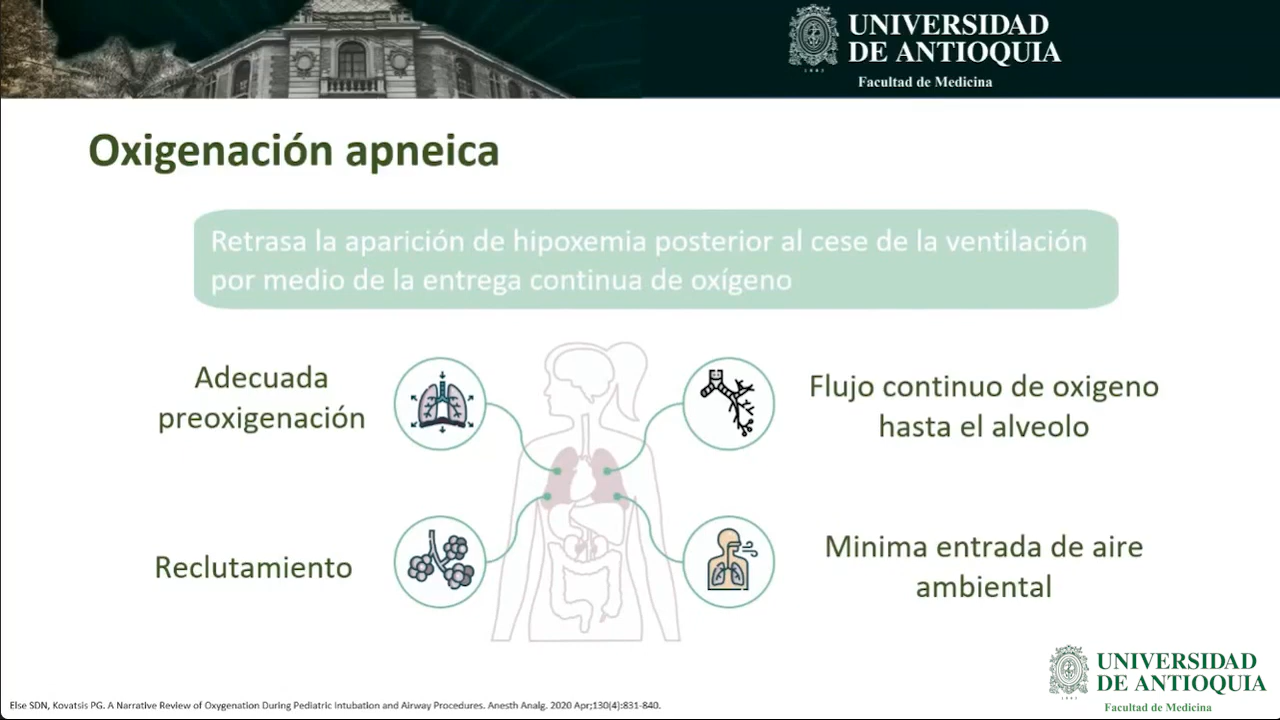 UNIVERSIDAD
DE ANTIOQUIA
1803
Facultad de Medicina
Oxigenación apneica
Retrasa la aparición de hipoxemia posterior al cese de la ventilación
por medio de la entrega continua de oxígeno
Adecuada
preoxigenación
Flujo continuo de oxigeno
hasta el alveolo
Reclutamiento
Minima entrada de aire
ambiental
UNIVERSIDAD
DE ANTIOQUIA
1803
Facultad de Medicina
Else SDN, Kovatsis PG. A Narrative Review of Oxygenation During Pediatric Intubation and Airway Procedures. Anesth Analg. 2020 Apr;130(4):831-840.